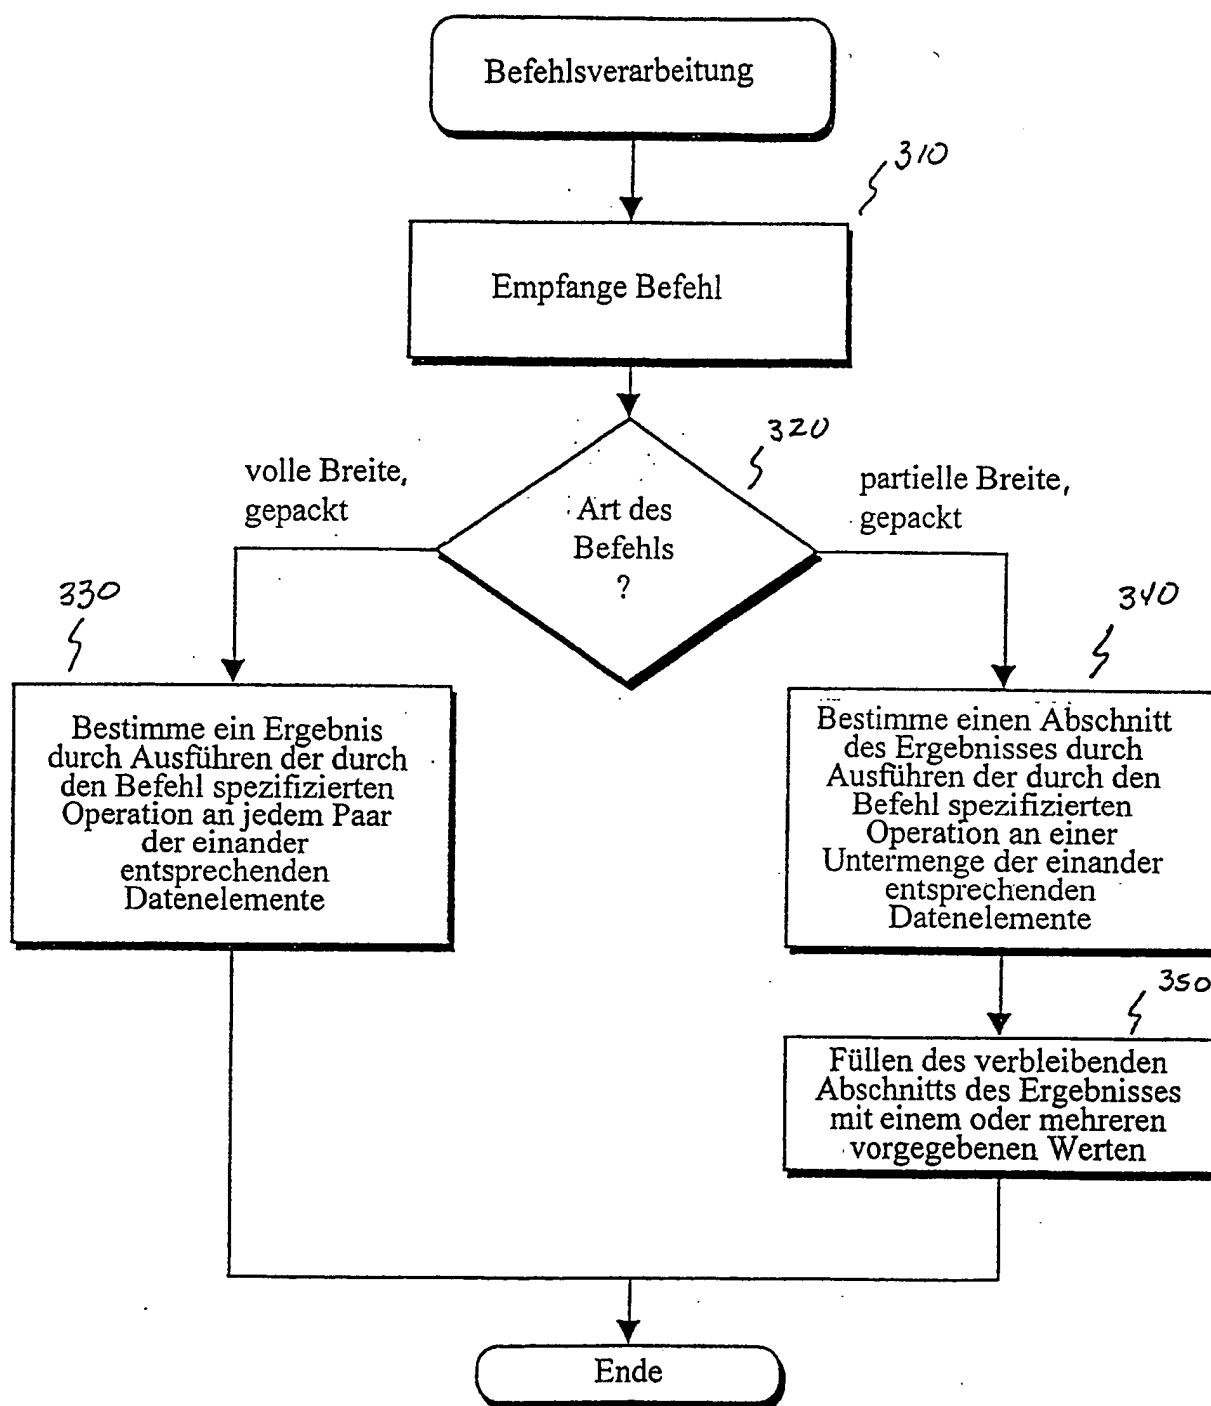 Befehlsverarbeitung
310
Empfange Befehl
320
volle Breite,
gepackt
Art des
Befehls
?
partielle Breite,
gepackt
330
Bestimme ein Ergebnis
durch Ausführen der durch
den Befehl spezifizierten
Operation an jedem Paar
der einander
entsprechenden
Datenelemente
340
Bestimme einen Abschnitt
des Ergebnisses durch
Ausführen der durch den
Befehl spezifizierten
Operation an einer
Untermenge der einander
entsprechenden
Datenelemente
350
Füllen des verbleibenden
Abschnitts des Ergebnisses
mit einem oder mehreren
vorgegebenen Werten
Ende